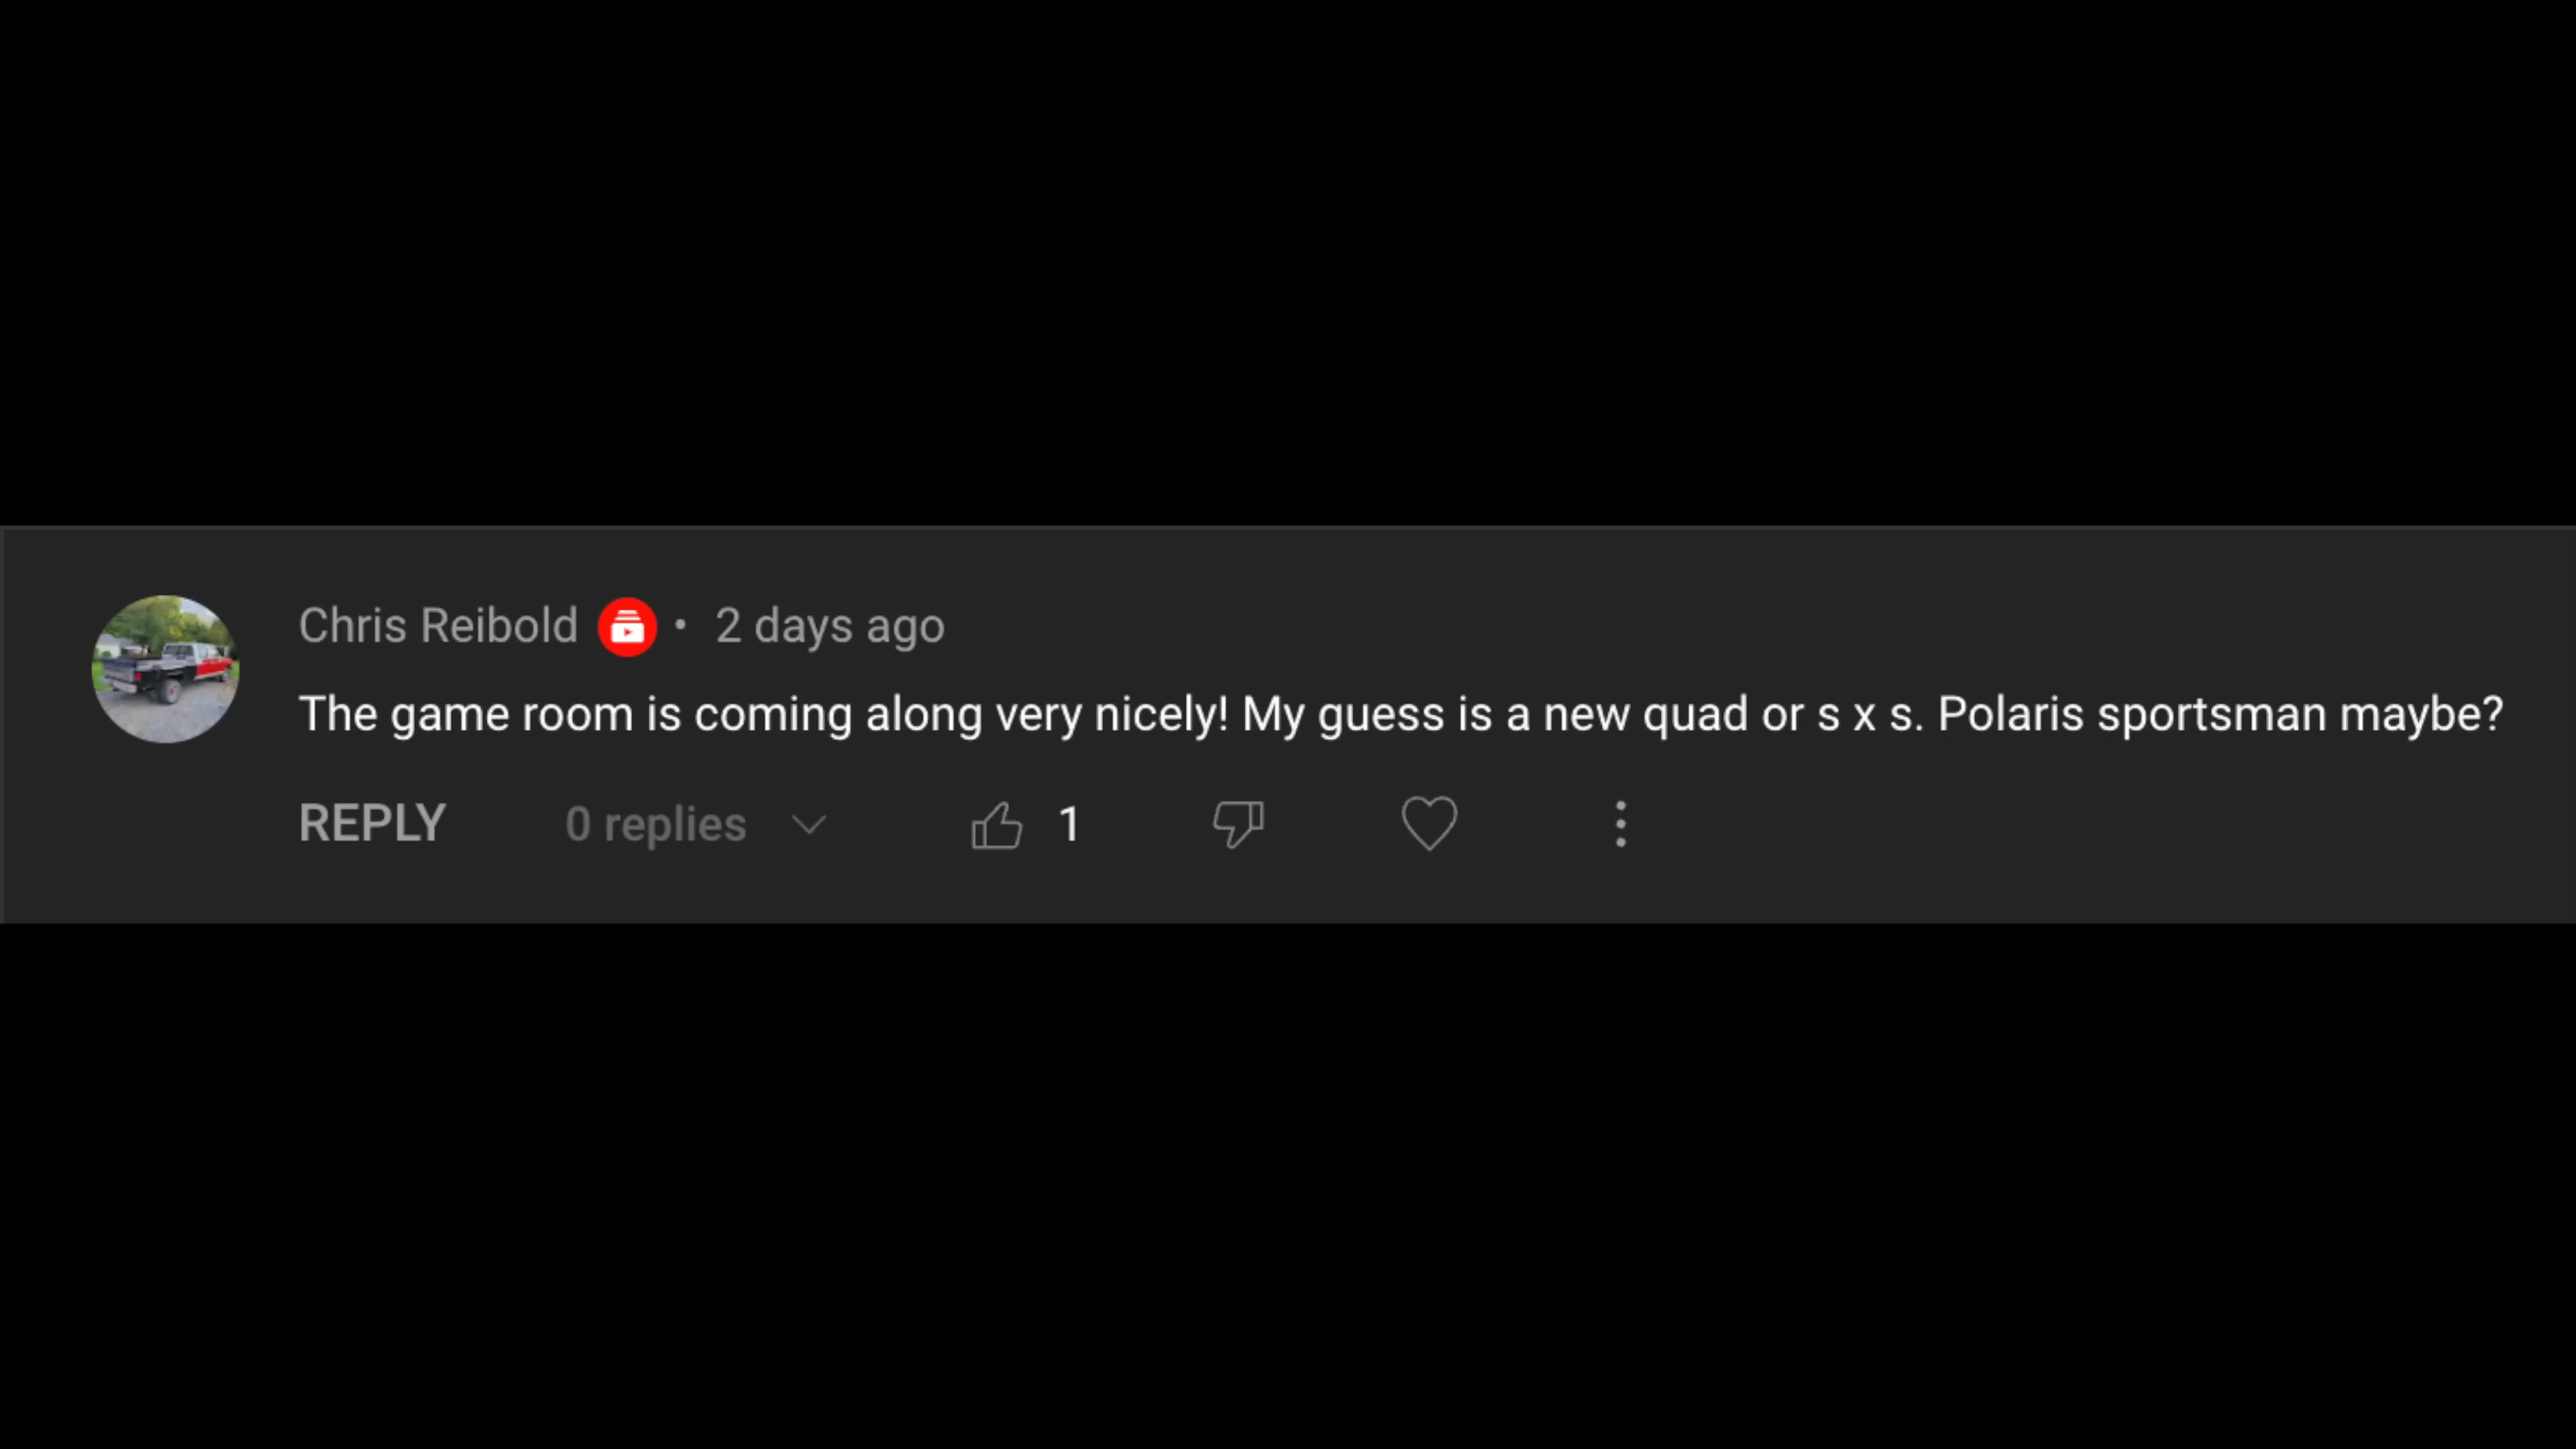 Chris Reibold • 2 days ago
The game room is coming along very nicely! My guess is a new quad or s x s. Polaris sportsman maybe?
REPLY 0 replies 1